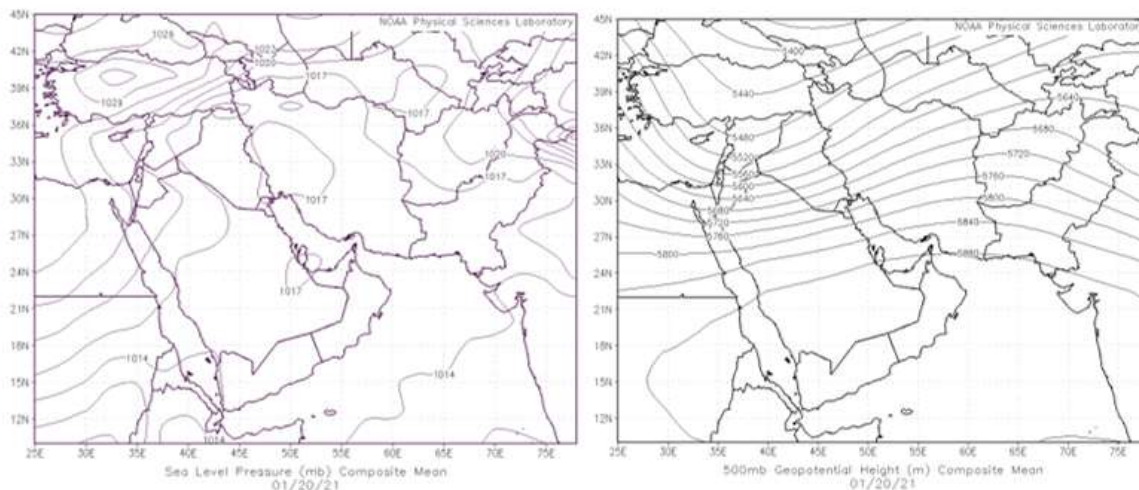 NOAA Physical Sciences Laboratory
45N
42N
39N
36N
33N
30N
27N
24N
21N
18N
15N
12N
1028
1023
1020
1017
1029
1017
1017
1020
1017
1017
1017
1014
1014
1014
25E 30E 35E 40E 45E 50E 55E 60E 65E 70E 75E
Sea Level Pressure (mb) Composite Mean
01/20/21
NOAA Physical Sciences Laborator
45N
42N
39N
36N
33N
30N
27N
24N
21N
18N
15N
12N
5400
5440
5480
5520
5560
5600
5640
5680
5720
5760
5800
5640
5680
5720
5760
5800
5840
5880
25E 30E 35E 40E 45E 50E 55E 60E 65E 70E 75E
500mb Geopotential Height (m) Composite Mean
01/20/21